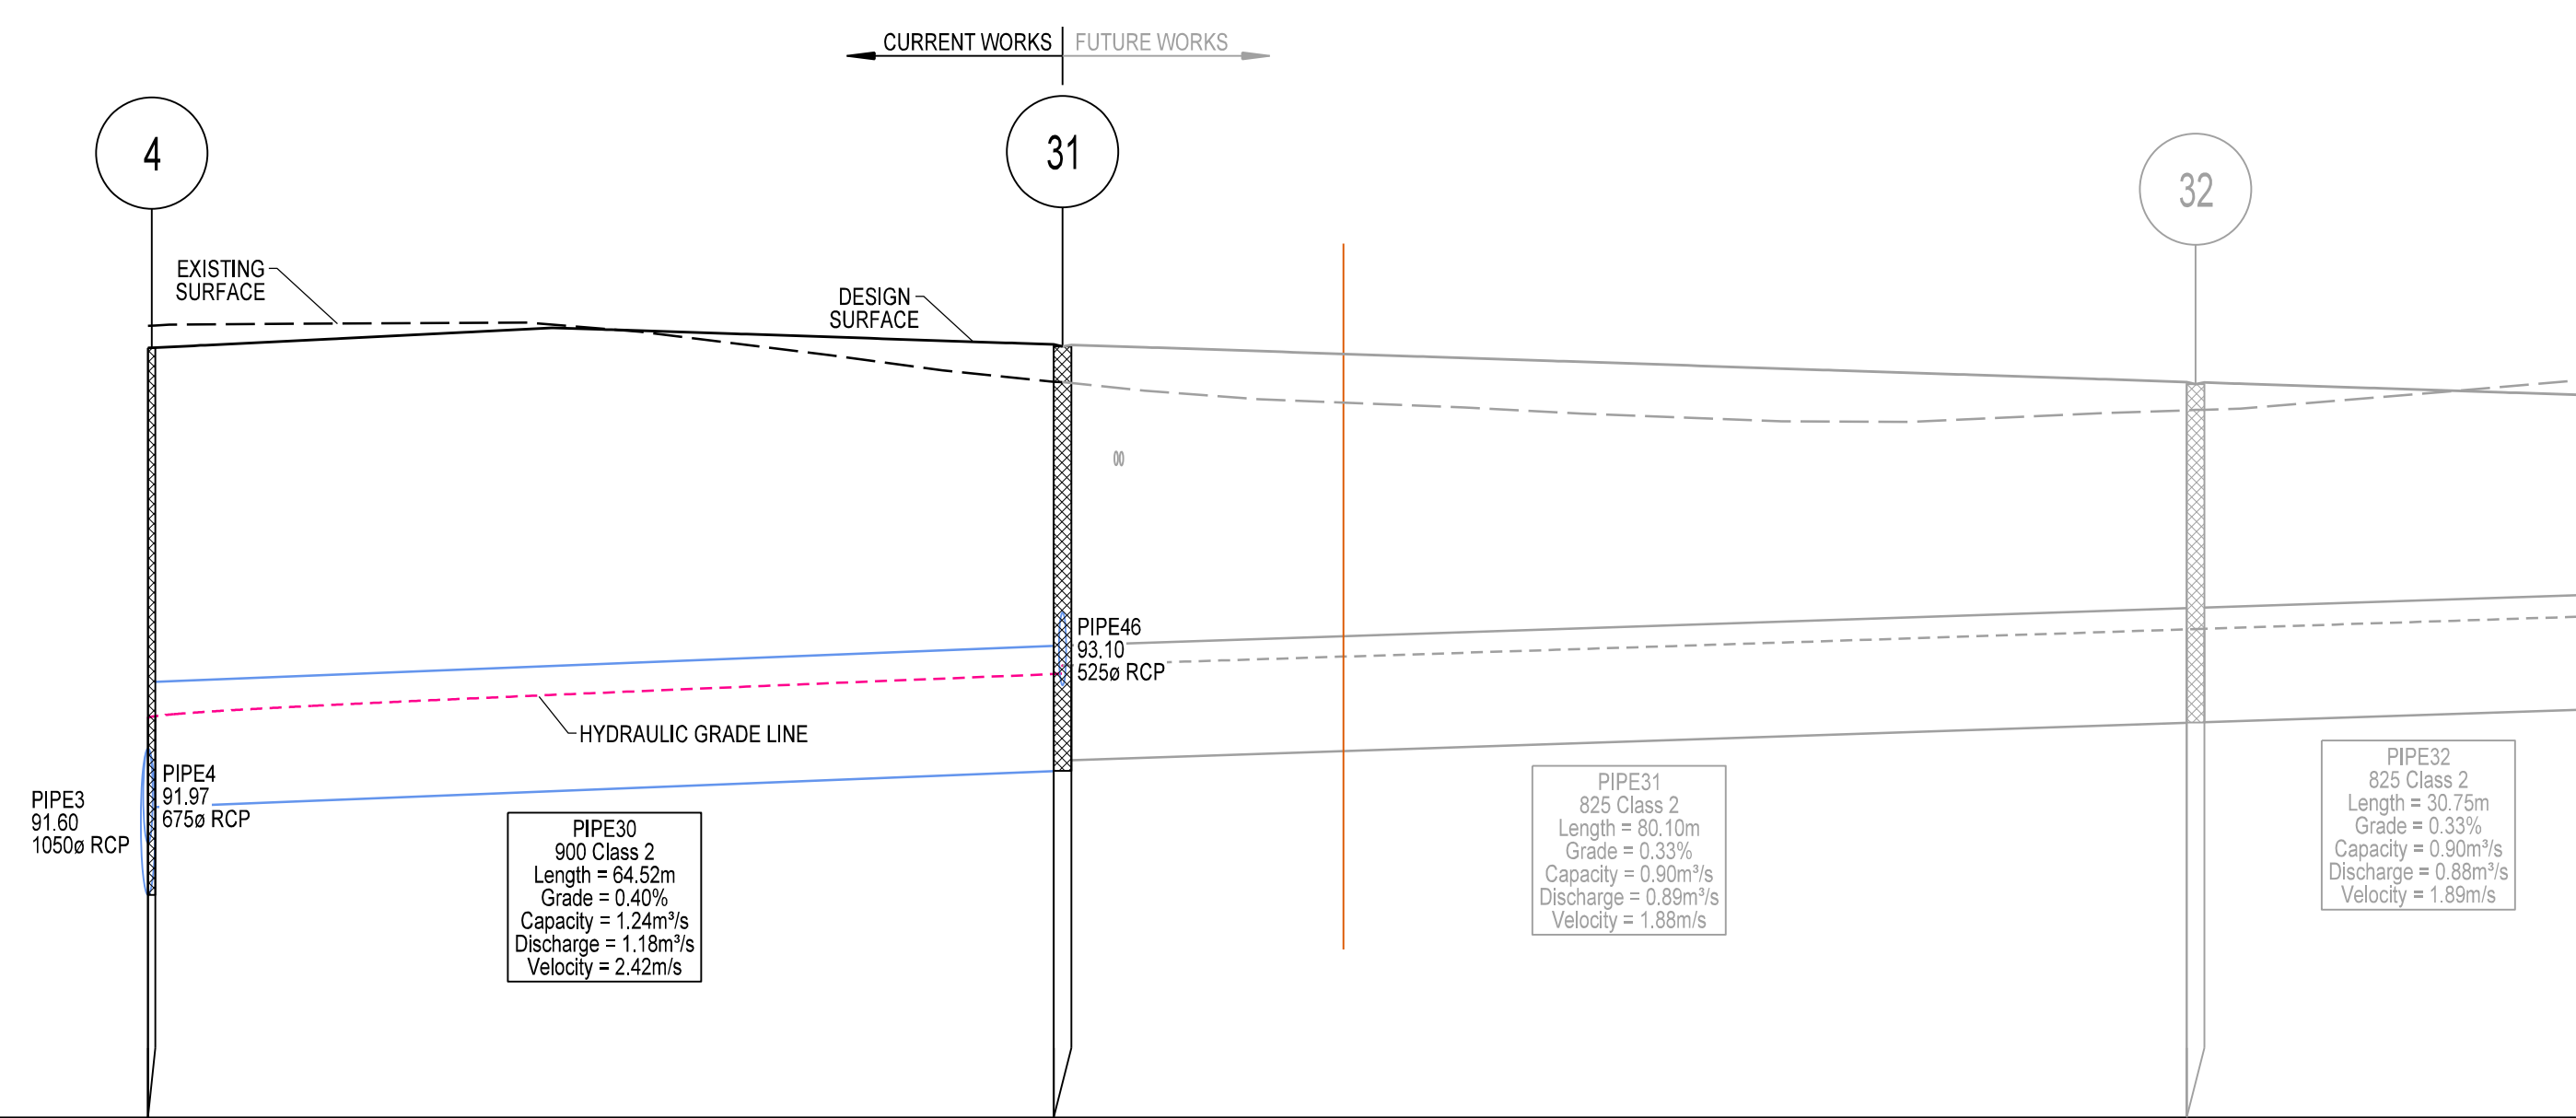 CURRENT WORKS
FUTURE WORKS
4
31
32
EXISTING
SURFACE
DESIGN
SURFACE
PIPE46
93.10
525ø RCP
HYDRAULIC GRADE LINE
PIPE3
91.60
1050ø RCP
PIPE4
91.97
675ø RCP
PIPE30
900 Class 2
Length = 64.52m
Grade = 0.40%
Capacity = 1.24m³/s
Discharge = 1.18m³/s
Velocity = 2.42m/s
PIPE31
825 Class 2
Length = 80.10m
Grade = 0.33%
Capacity = 0.90m³/s
Discharge = 0.89m³/s
Velocity = 1.88m/s
PIPE32
825 Class 2
Length = 30.75m
Grade = 0.33%
Capacity = 0.90m³/s
Discharge = 0.88m³/s
Velocity = 1.89m/s